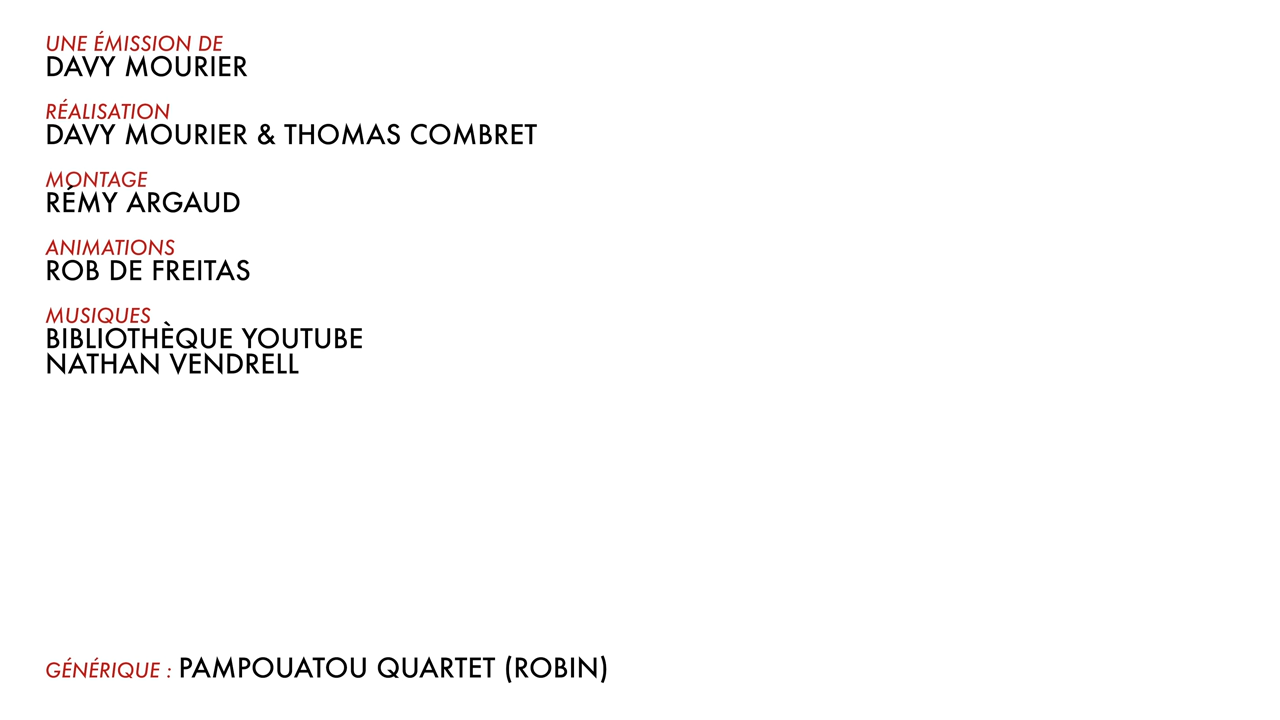 UNE ÉMISSION DE
DAVY MOURIER
RÉALISATION
DAVY MOURIER & THOMAS COMBRET
MONTAGE
RÉMY ARGAUD
ANIMATIONS
ROB DE FREITAS
MUSIQUES
BIBLIOTHÈQUE YOUTUBE
NATHAN VENDRELL
GÉNÉRIQUE : PAMPOUATOU QUARTET (ROBIN)